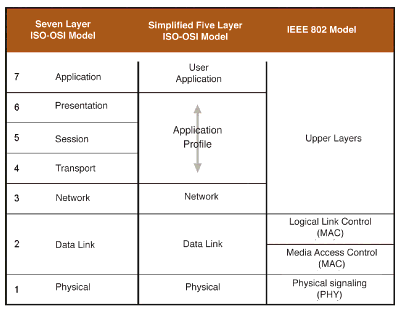 Seven Layer
ISO-OSI Model
Simplified Five Layer
ISO-OSI Model
IEEE 802 Model
7 Application
User
Application
6 Presentation
5 Session
Application
Profile
4 Transport
Upper Layers
3 Network
Network
2 Data Link
Data Link
Logical Link Control
(MAC)
Media Access Control
(MAC)
1 Physical
Physical
Physical signaling
(PHY)